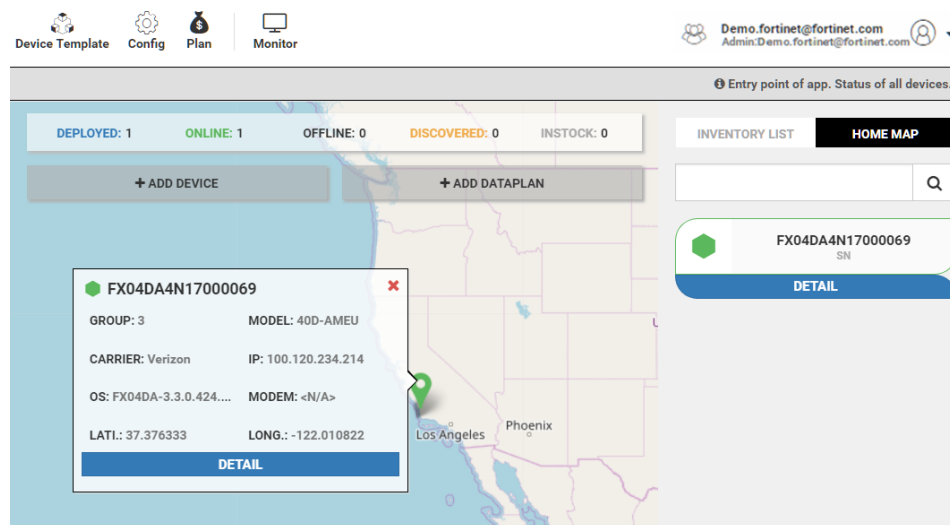 Device Template Config Plan Monitor
Demo.fortinet@fortinet.com
Admin:Demo.fortinet@fortinet.com
Entry point of app. Status of all devices.
DEPLOYED: 1 ONLINE: 1 OFFLINE: 0 DISCOVERED: 0 INSTOCK: 0
INVENTORY LIST HOME MAP
+ ADD DEVICE + ADD DATAPLAN
FX04DA4N17000069
SN
DETAIL
FX04DA4N17000069
GROUP: 3 MODEL: 40D-AMEU
CARRIER: Verizon IP: 100.120.234.214
OS: FX04DA-3.3.0.424.... MODEM: <N/A>
LATI.: 37.376333 LONG.: -122.010822
DETAIL
Los Angeles
Phoenix